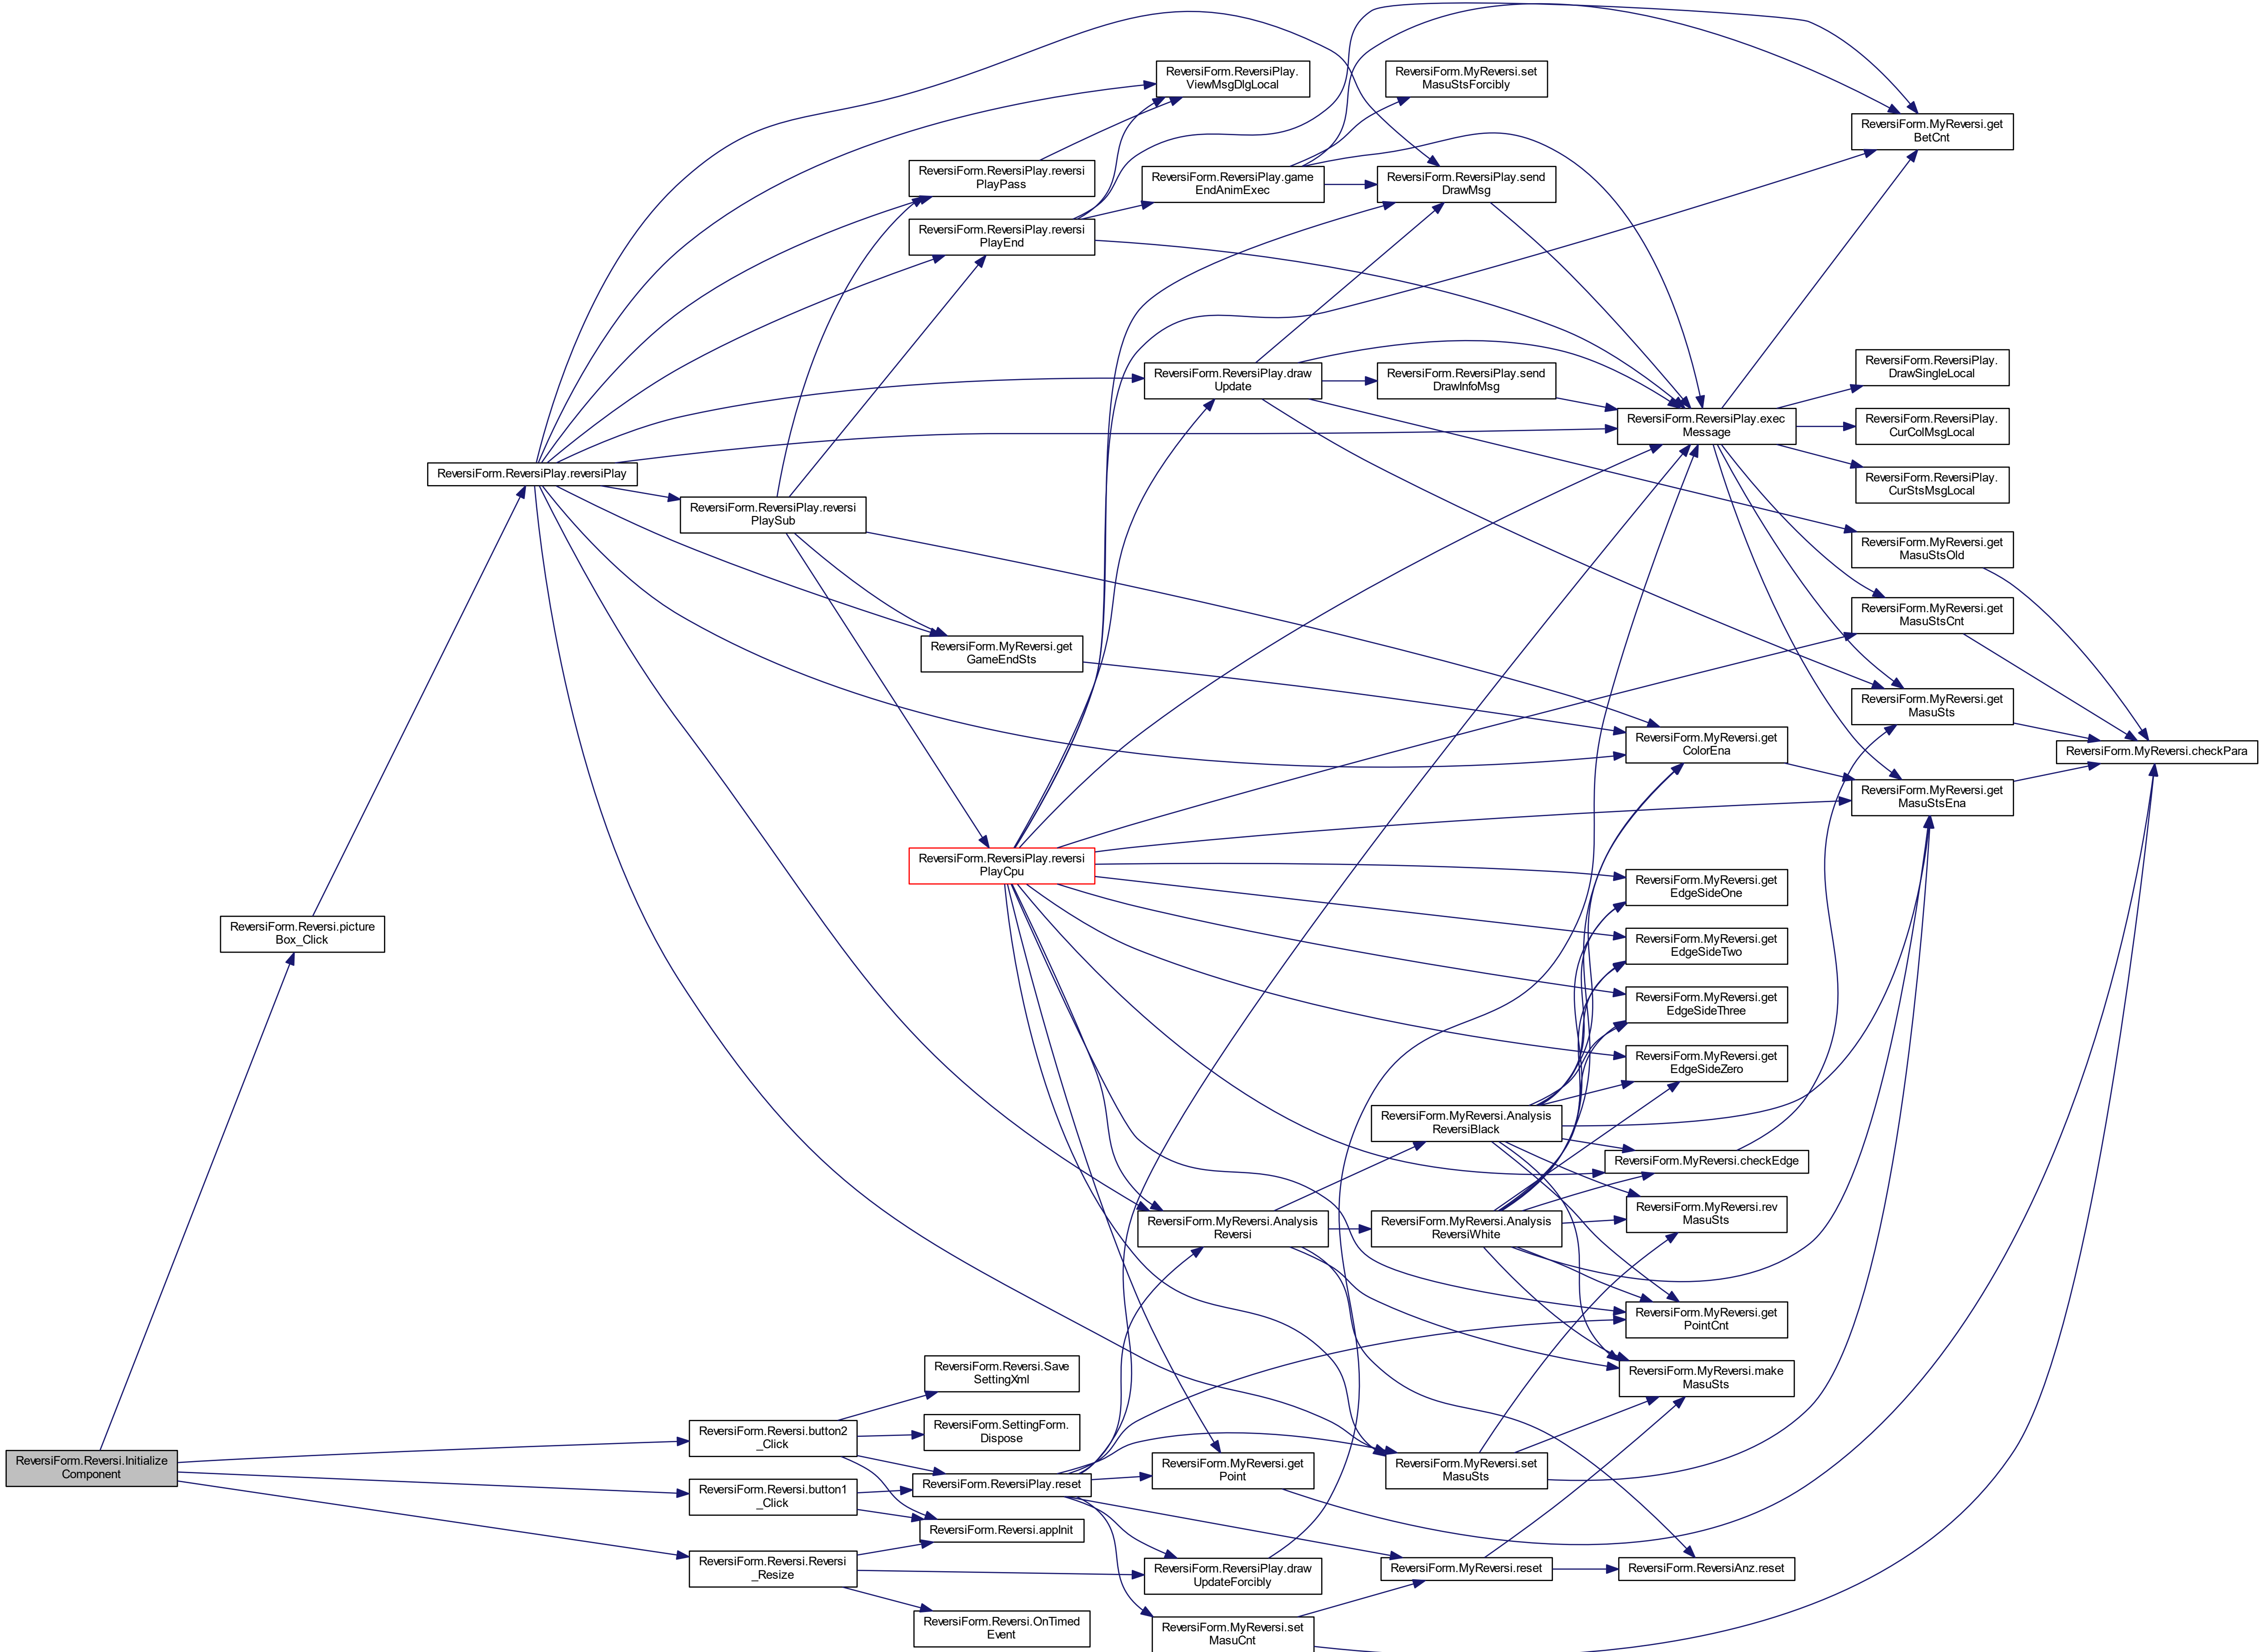 ReversiForm.ReversiPlay.
ViewMsgDlgLocal
ReversiForm.MyReversi.set
MasuStsForcibly
ReversiForm.MyReversi.get
BetCnt
ReversiForm.ReversiPlay.reversi
PlayPass
ReversiForm.ReversiPlay.game
EndAnimExec
ReversiForm.ReversiPlay.send
DrawMsg
ReversiForm.ReversiPlay.reversi
PlayEnd
ReversiForm.ReversiPlay.draw
Update
ReversiForm.ReversiPlay.send
DrawInfoMsg
ReversiForm.ReversiPlay.
DrawSingleLocal
ReversiForm.ReversiPlay.exec
Message
ReversiForm.ReversiPlay.
CurColMsgLocal
ReversiForm.ReversiPlay.reversiPlay
ReversiForm.ReversiPlay.
CurStsMsgLocal
ReversiForm.ReversiPlay.reversi
PlaySub
ReversiForm.MyReversi.get
MasuStsOld
ReversiForm.MyReversi.get
MasuStsCnt
ReversiForm.MyReversi.get
GameEndSts
ReversiForm.MyReversi.get
MasuSts
ReversiForm.MyReversi.get
ColorEna
ReversiForm.MyReversi.checkPara
ReversiForm.MyReversi.get
MasuStsEna
ReversiForm.ReversiPlay.reversi
PlayCpu
ReversiForm.MyReversi.get
EdgeSideOne
ReversiForm.Reversi.picture
Box_Click
ReversiForm.MyReversi.get
EdgeSideTwo
ReversiForm.MyReversi.get
EdgeSideThree
ReversiForm.MyReversi.get
EdgeSideZero
ReversiForm.MyReversi.Analysis
ReversiBlack
ReversiForm.MyReversi.checkEdge
ReversiForm.MyReversi.rev
MasuSts
ReversiForm.MyReversi.Analysis
Reversi
ReversiForm.MyReversi.Analysis
ReversiWhite
ReversiForm.MyReversi.get
PointCnt
ReversiForm.Reversi.Save
SettingXml
ReversiForm.MyReversi.make
MasuSts
ReversiForm.Reversi.button2
_Click
ReversiForm.SettingForm.
Dispose
ReversiForm.Reversi.Initialize
Component
ReversiForm.MyReversi.get
Point
ReversiForm.MyReversi.set
MasuSts
ReversiForm.ReversiPlay.reset
ReversiForm.Reversi.button1
_Click
ReversiForm.Reversi.appInit
ReversiForm.Reversi.Reversi
_Resize
ReversiForm.ReversiPlay.draw
UpdateForcibly
ReversiForm.MyReversi.reset
ReversiForm.ReversiAnz.reset
ReversiForm.Reversi.OnTimed
Event
ReversiForm.MyReversi.set
MasuCnt